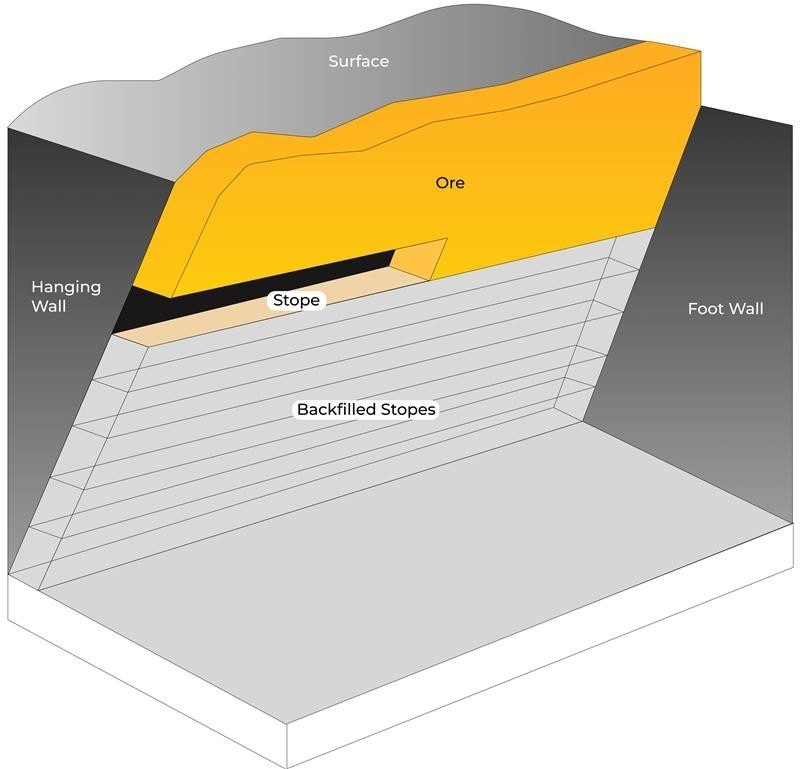 Surface
Ore
Hanging
Wall
Stope
Foot Wall
Backfilled Stopes